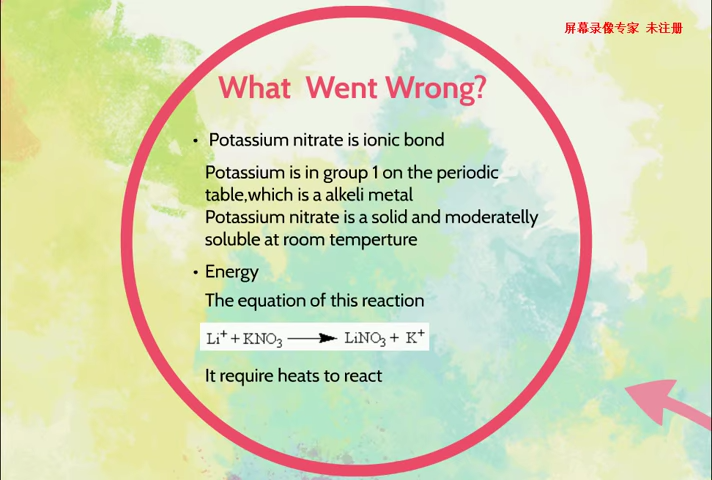 屏幕录像专家 未注册
What Went Wrong?
• Potassium nitrate is ionic bond
Potassium is in group 1 on the periodic
table,which is a alkeli metal
Potassium nitrate is a solid and moderatelly
soluble at room temperture
• Energy
The equation of this reaction
Li⁺ + KNO₃ ⟶ LiNO₃ + K⁺
It require heats to react